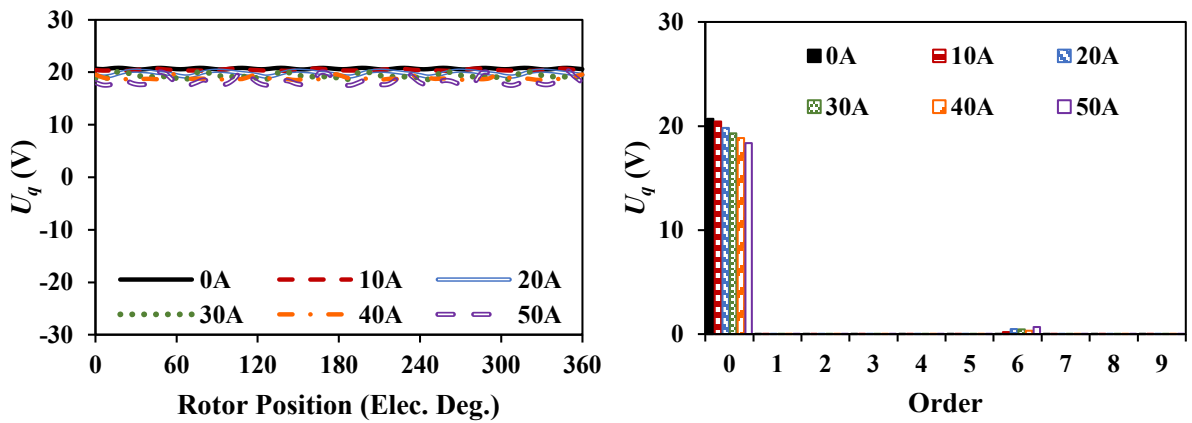 30
20
10
0
-10
-20
-30
U_q (V)
0A 10A 20A
30A 40A 50A
0 60 120 180 240 300 360
Rotor Position (Elec. Deg.)
30
20
10
0
U_q (V)
0A 10A 20A
30A 40A 50A
0 1 2 3 4 5 6 7 8 9
Order